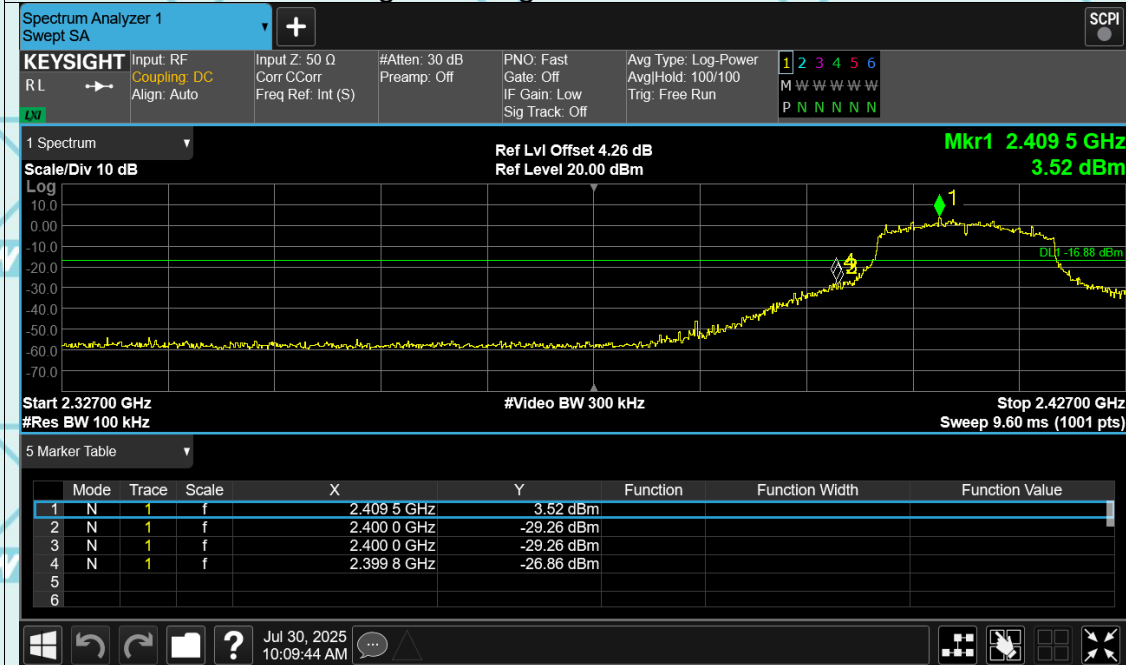 Spectrum Analyzer 1
Swept SA
+
SCPI
KEYSIGHT
R L
LXI
Input: RF
Coupling: DC
Align: Auto
Input Z: 50 Ω
Corr CCorr
Freq Ref: Int (S)
#Atten: 30 dB
Preamp: Off
PNO: Fast
Gate: Off
IF Gain: Low
Sig Track: Off
Avg Type: Log-Power
Avg|Hold: 100/100
Trig: Free Run
1 2 3 4 5 6
M W W W W W
P N N N N N
1 Spectrum
Scale/Div 10 dB
Ref Lvl Offset 4.26 dB
Ref Level 20.00 dBm
Mkr1 2.409 5 GHz
3.52 dBm
Log
10.0
0.00
-10.0
-20.0
-30.0
-40.0
-50.0
-60.0
-70.0
1
DL1 -16.88 dBm
Start 2.32700 GHz
#Video BW 300 kHz
Stop 2.42700 GHz
#Res BW 100 kHz
Sweep 9.60 ms (1001 pts)
5 Marker Table
Mode Trace Scale X Y Function Function Width Function Value
1 N 1 f 2.409 5 GHz 3.52 dBm
2 N 1 f 2.400 0 GHz -29.26 dBm
3 N 1 f 2.400 0 GHz -29.26 dBm
4 N 1 f 2.399 8 GHz -26.86 dBm
5
6
?
Jul 30, 2025
10:09:44 AM